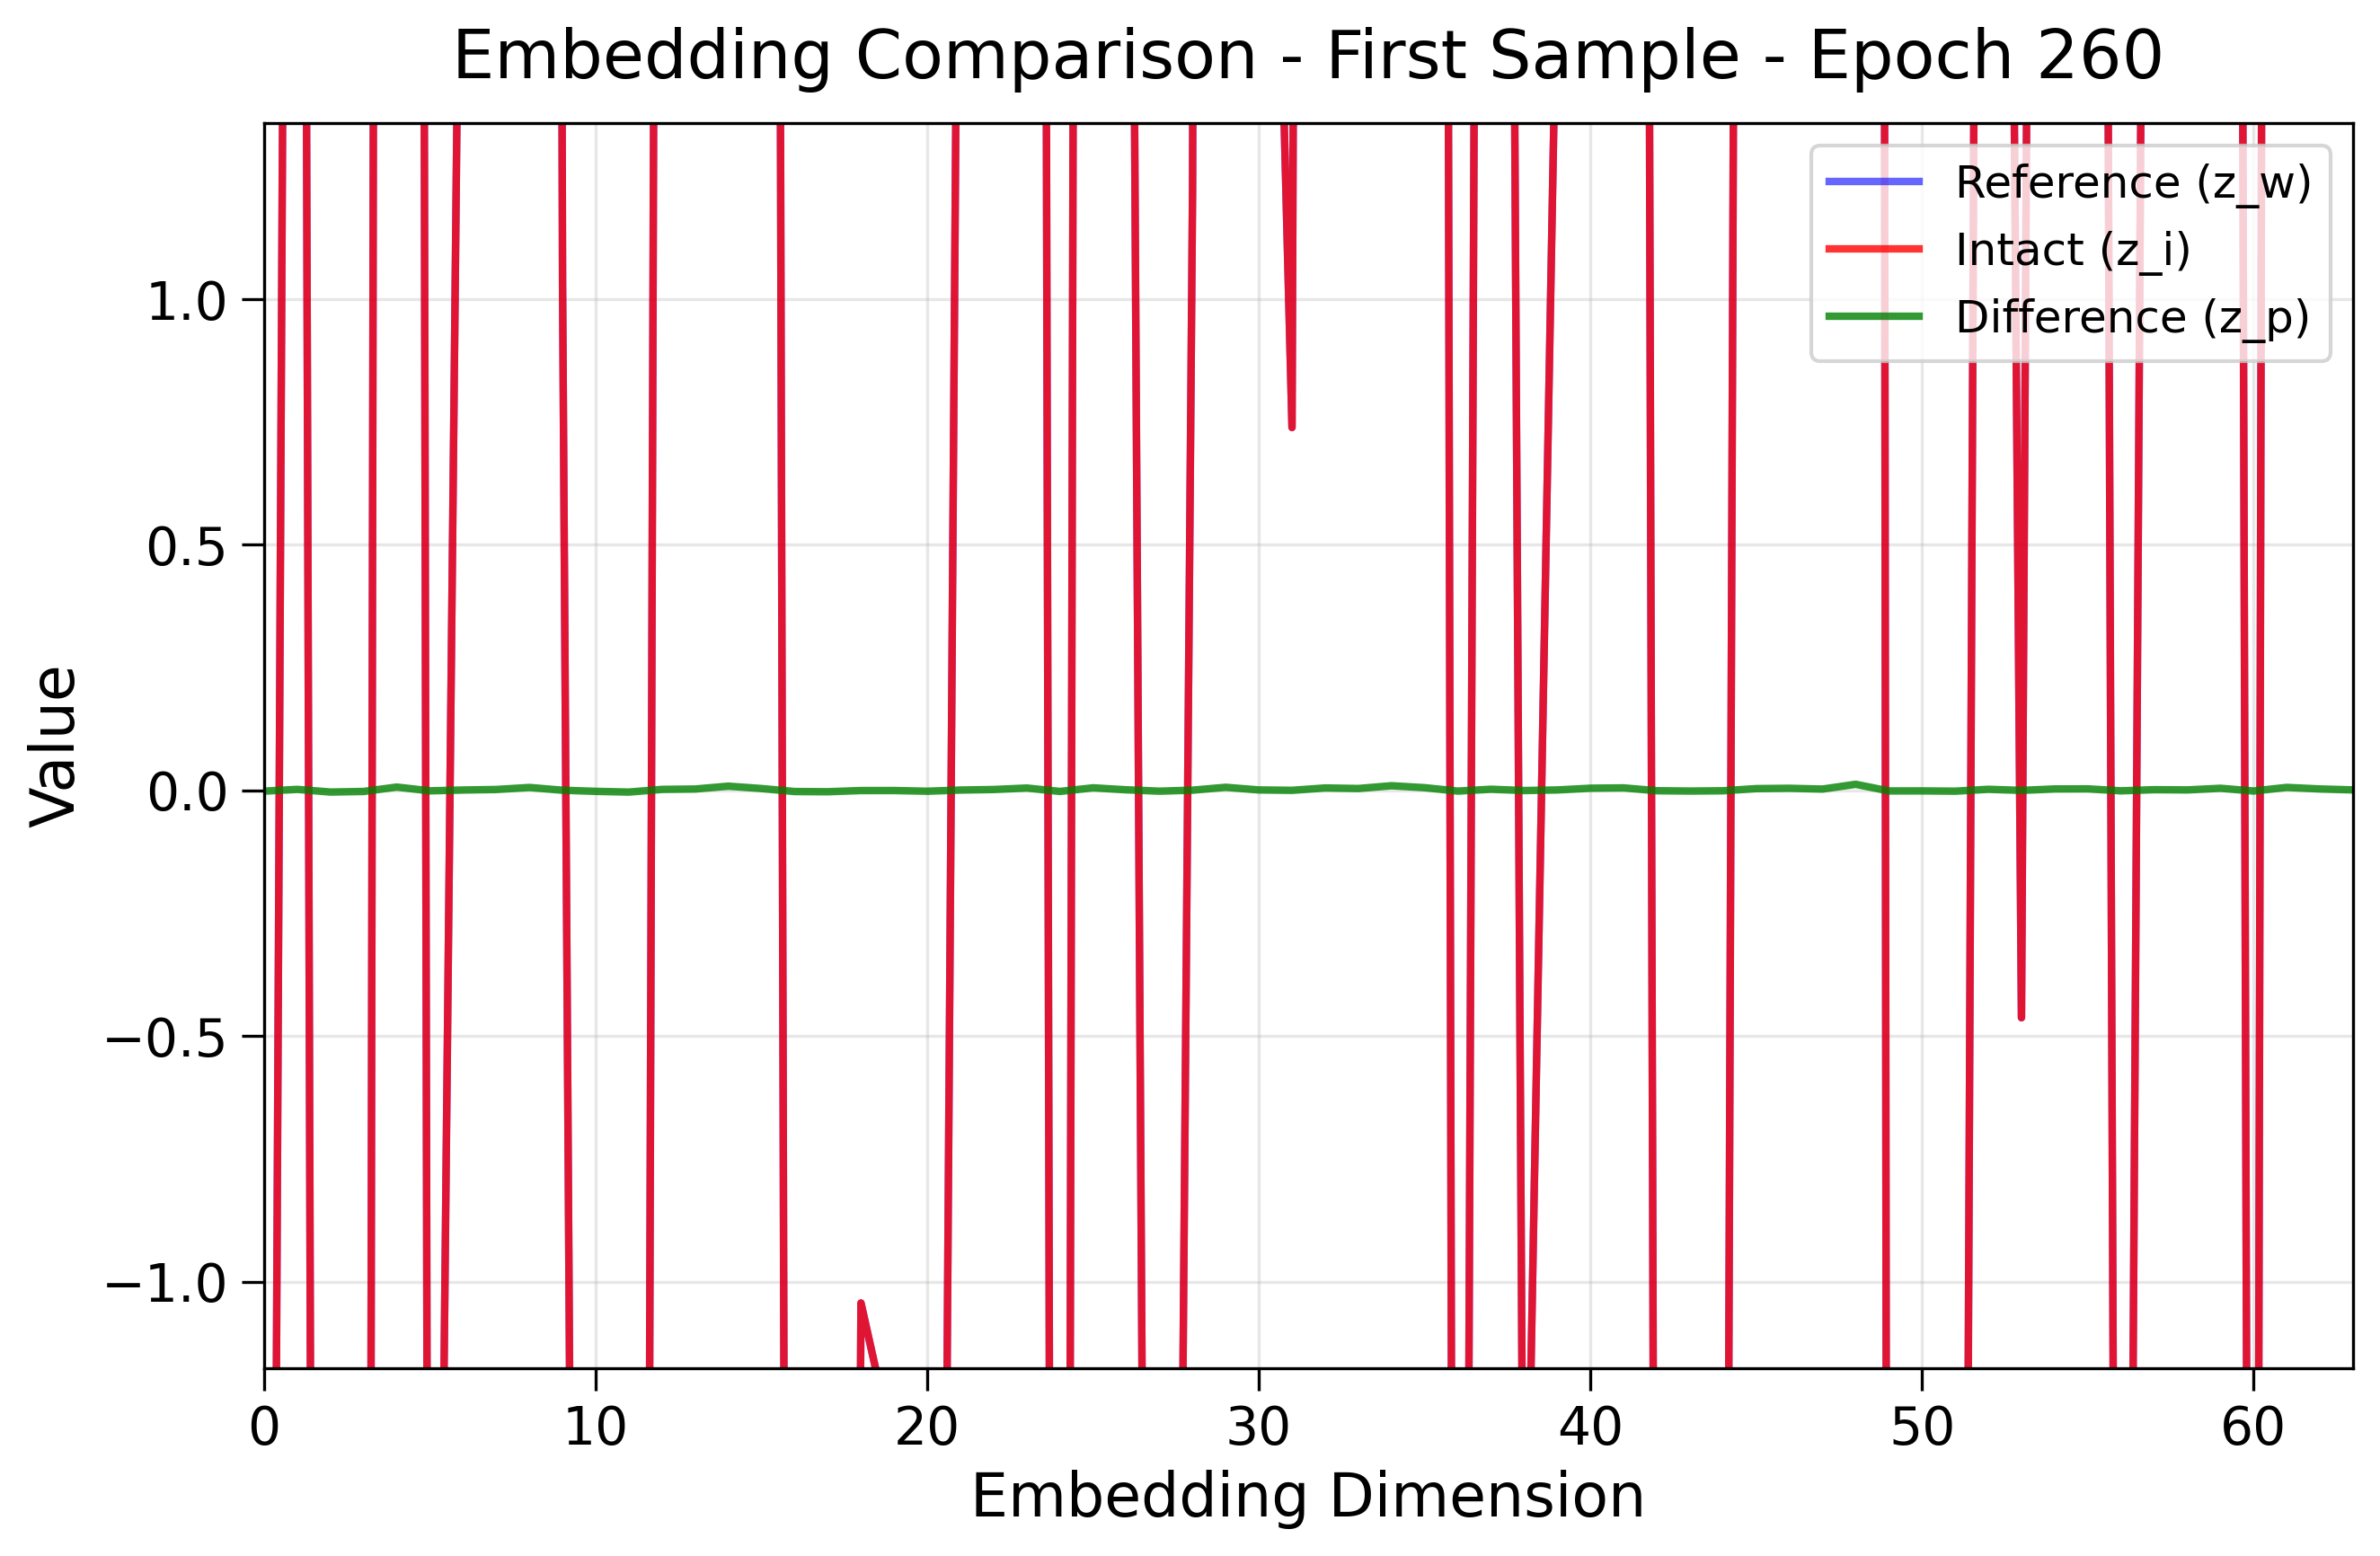 Embedding Comparison - First Sample - Epoch 260
Reference (z_w)
Intact (z_i)
Difference (z_p)
1.0
0.5
0.0
−0.5
−1.0
Value
0 10 20 30 40 50 60
Embedding Dimension